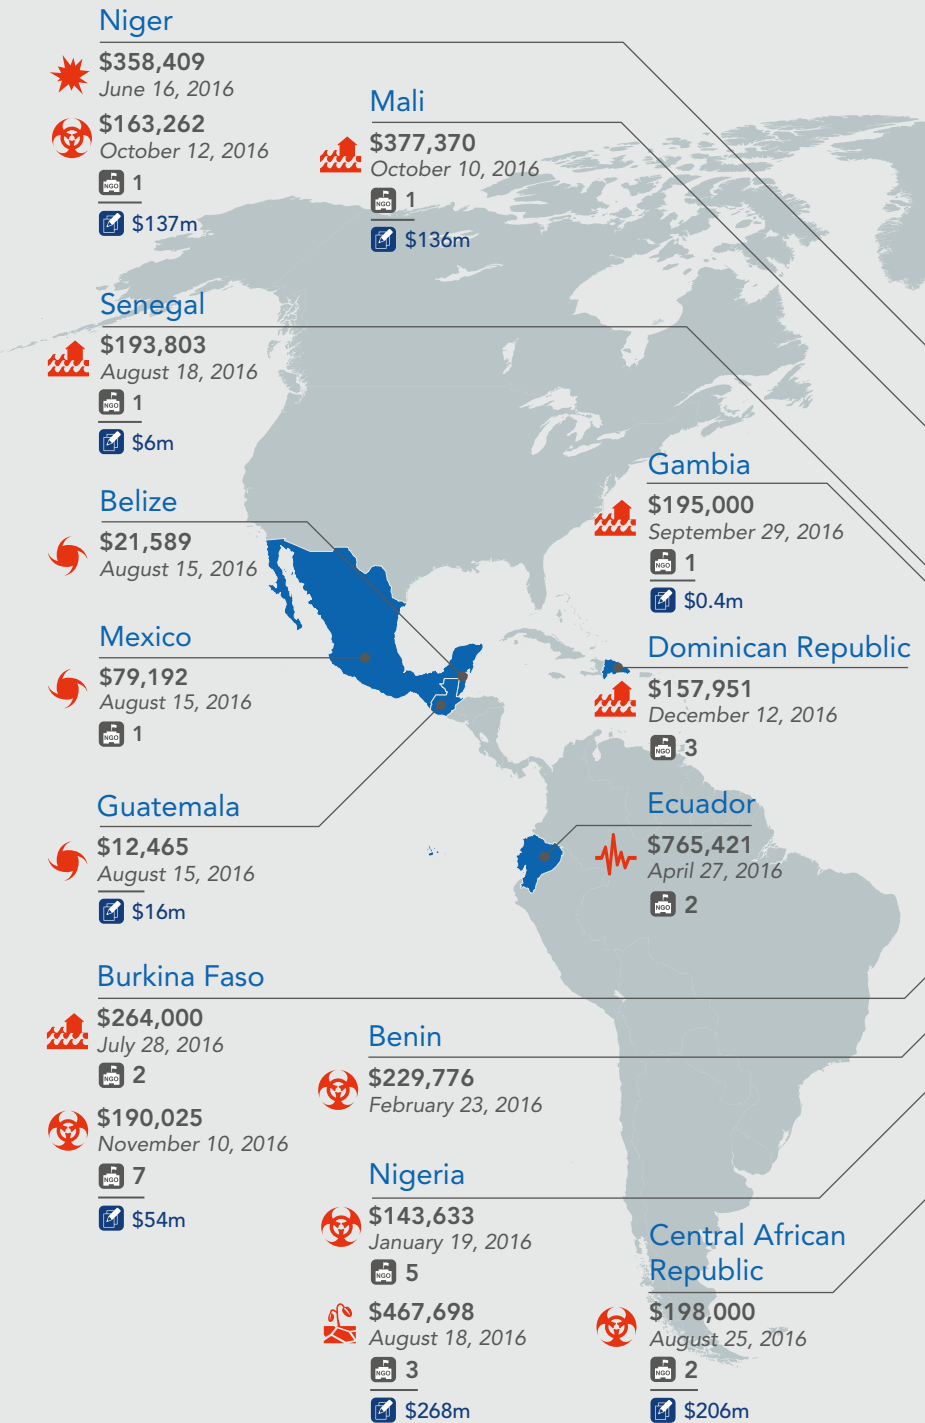 Niger
$358,409
June 16, 2016
$163,262
October 12, 2016
NGO 1
$137m
Mali
$377,370
October 10, 2016
NGO 1
$136m
Senegal
$193,803
August 18, 2016
NGO 1
$6m
Belize
$21,589
August 15, 2016
Mexico
$79,192
August 15, 2016
NGO 1
Guatemala
$12,465
August 15, 2016
$16m
Gambia
$195,000
September 29, 2016
NGO 1
$0.4m
Dominican Republic
$157,951
December 12, 2016
NGO 3
Ecuador
$765,421
April 27, 2016
NGO 2
Burkina Faso
$264,000
July 28, 2016
NGO 2
$190,025
November 10, 2016
NGO 7
$54m
Benin
$229,776
February 23, 2016
Nigeria
$143,633
January 19, 2016
NGO 5
$467,698
August 18, 2016
NGO 3
$268m
Central African
Republic
$198,000
August 25, 2016
NGO 2
$206m